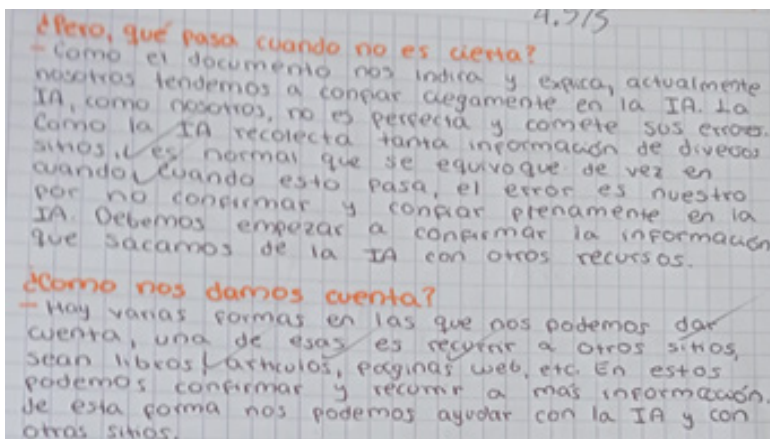 4.5/5
¿Pero, qué pasa cuando no es cierta?
- Como el documento nos indica y explica, actualmente
nosotros tendemos a confiar ciegamente en la IA. La
IA, como nosotros, no es perfecta y comete sus errores.
Como la IA recolecta tanta información de diversos
sitios, es normal que se equivoque de vez en
cuando, cuando esto pasa, el error es nuestro
por no confirmar y confiar plenamente en la
IA. Debemos empezar a confirmar la información
que sacamos de la IA con otros recursos.
¿Como nos damos cuenta?
- Hay varias formas en las que nos podemos dar
cuenta, una de esas es recurrir a otros sitios,
sean libros, articulos, paginas web, etc. En estos
podemos confirmar y recurrir a más información.
de esta forma nos podemos ayudar con la IA y con
otros sitios.